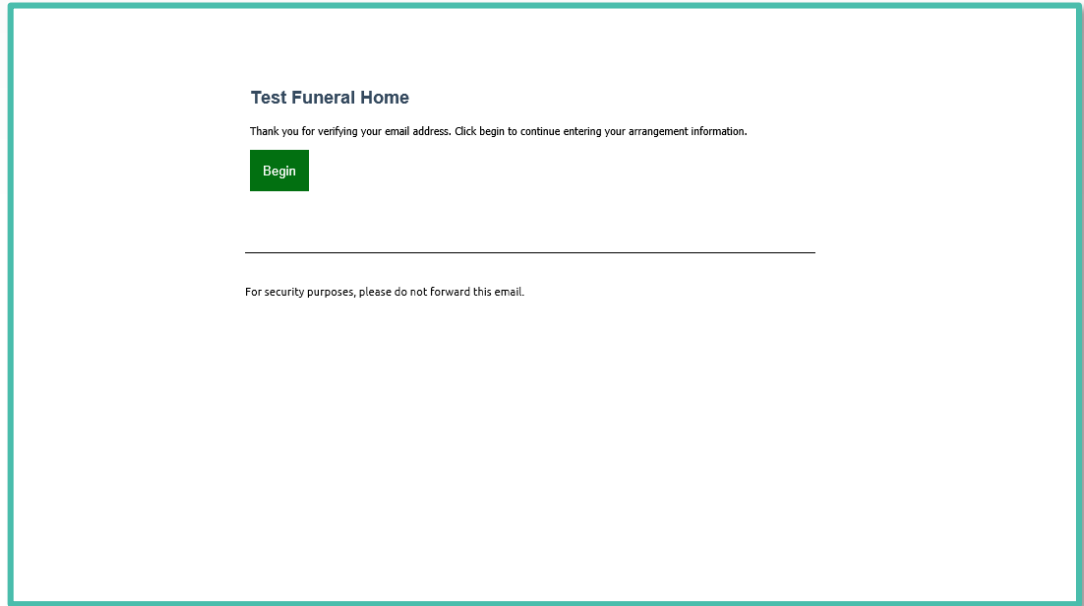 Test Funeral Home
Thank you for verifying your email address. Click begin to continue entering your arrangement information.
Begin
For security purposes, please do not forward this email.